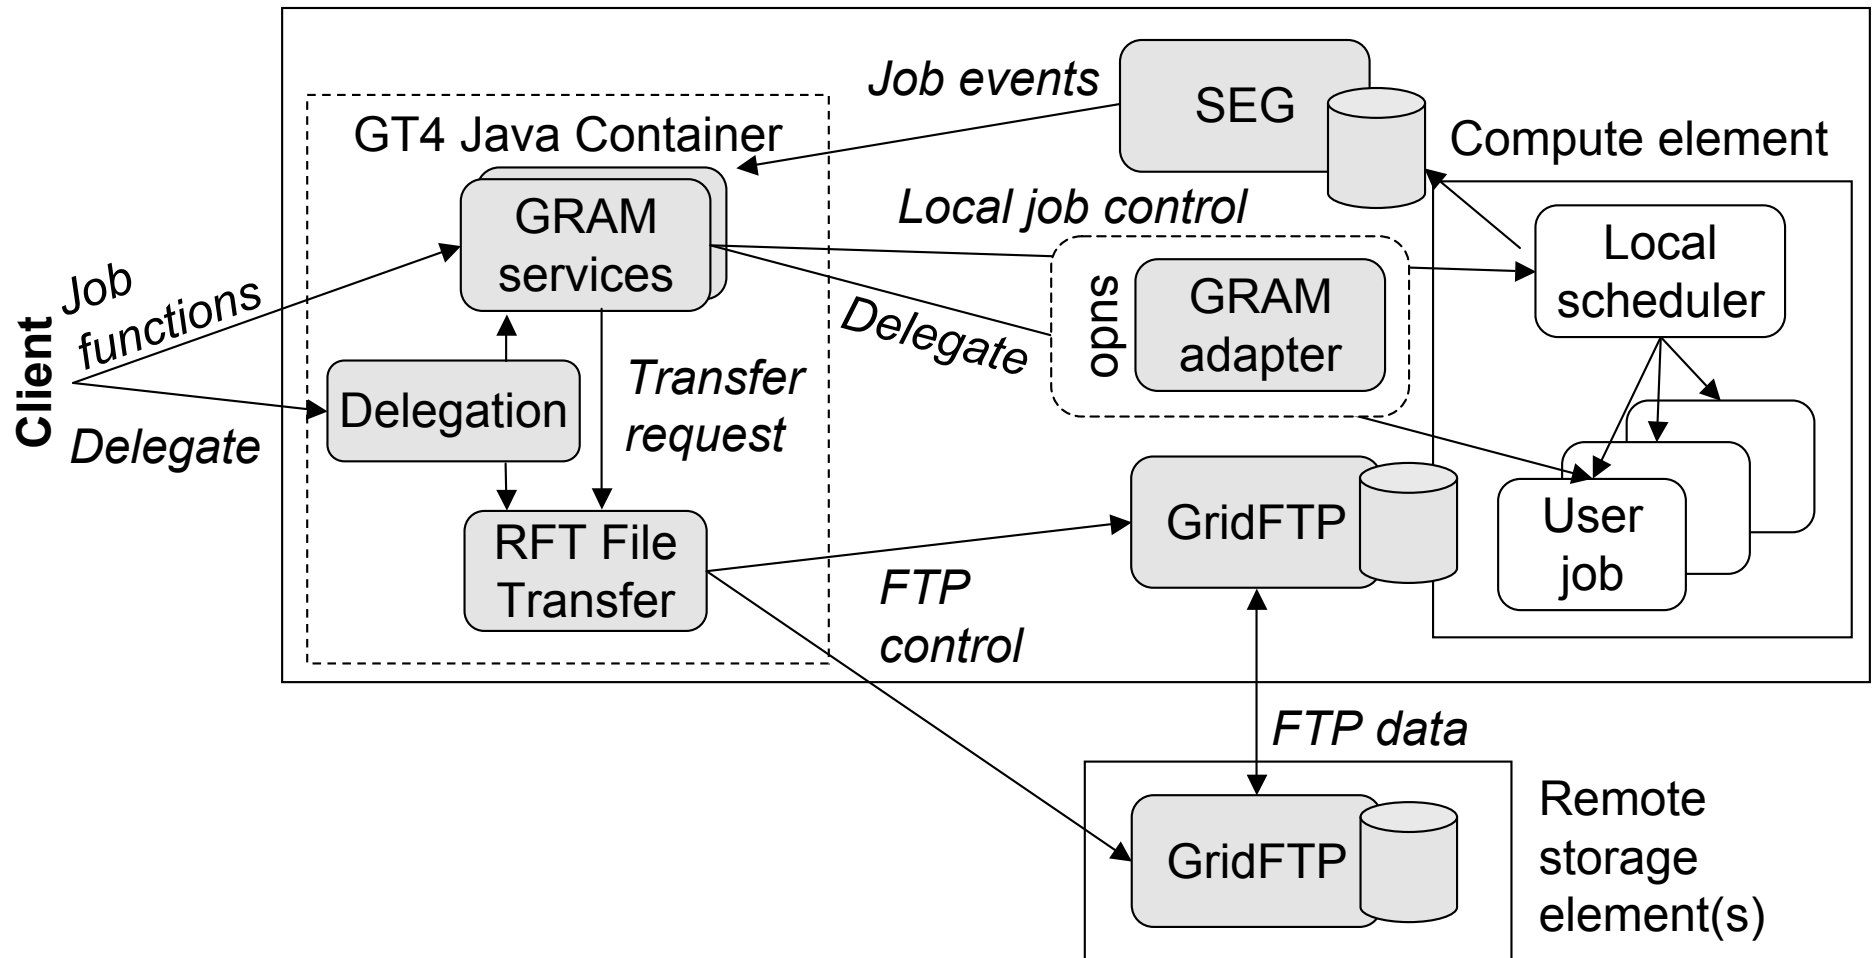 Job events
SEG
GT4 Java Container
Compute element
GRAM
services
Local job control
Local
scheduler
Client
Job
functions
Delegate
sudo
GRAM
adapter
Delegation
Delegate
Transfer
request
RFT File
Transfer
GridFTP
User
job
FTP
control
FTP data
GridFTP
Remote
storage
element(s)